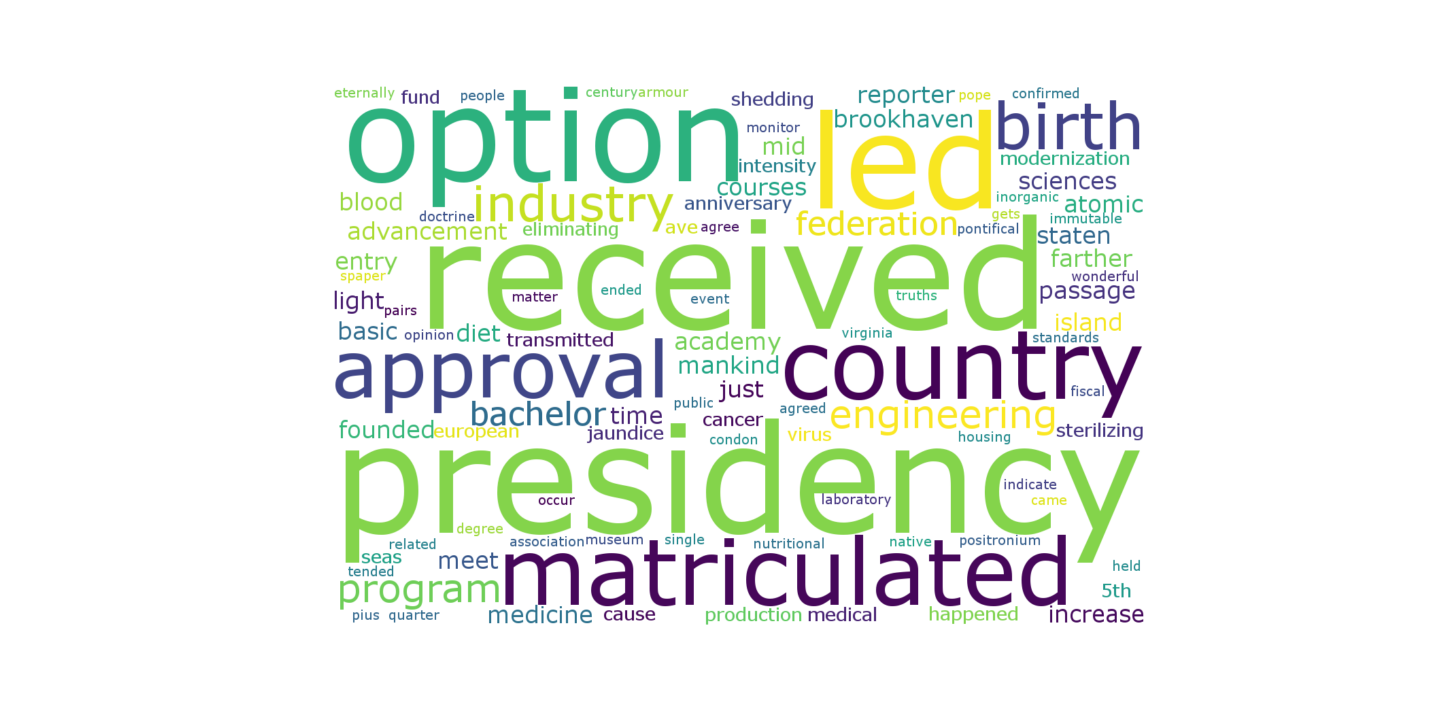 eternally fund people centuryarmour shedding reporter pope confirmed
option led birth
monitor mid brookhaven
intensity modernization
courses sciences
blood industry anniversary inorganic atomic
doctrine federation gets immutable
advancement eliminating ave agree pontifical staten
entry received farther
spaper wonderful
light pairs matter ended event truths passage
basic opinion diet transmitted academy virginia island
standards
approval mankind country
just fiscal
bachelor time public cancer agreed engineering
founded european jaundice condon virus housing sterilizing
presidency
occur laboratory indicate came
degree
related association museum single nutritional native positronium
seas meet matriculated held
tended
program 5th
pius quarter medicine cause production medical happened increase